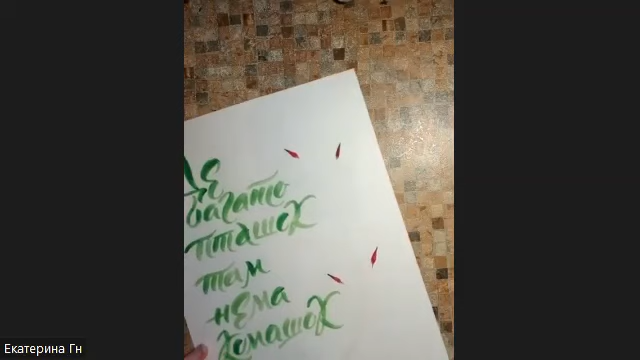 Де
багато
пташок
там
нема
комашок
Екатерина Гн